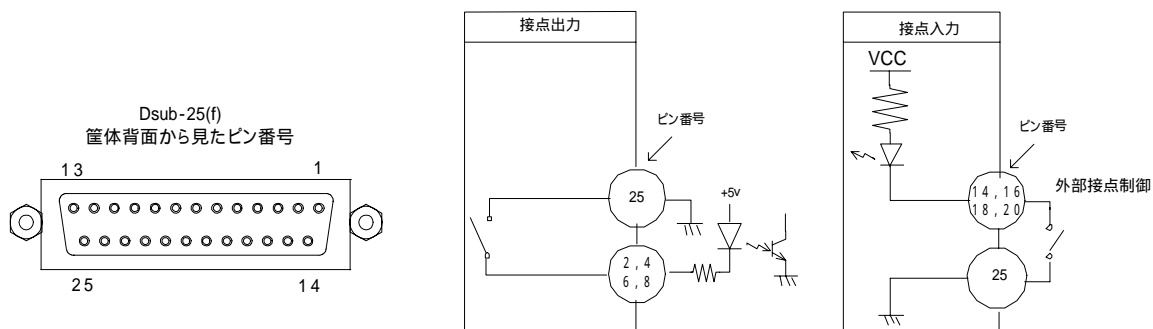 Dsub-25(f)
筐体背面から見たピン番号
13 1
25 14
接点出力
ピン番号
25
+5v
2,4
6,8
接点入力
VCC
ピン番号
14,16
18,20
外部接点制御
25